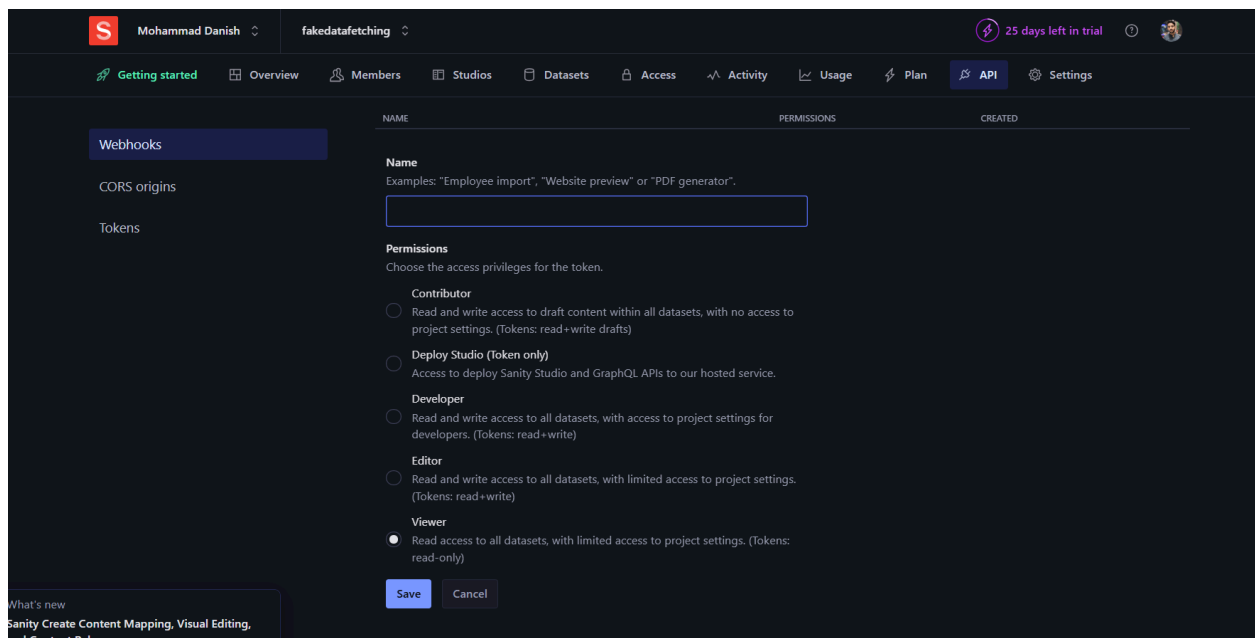 S Mohammad Danish fakedatafetching 25 days left in trial
Getting started Overview Members Studios Datasets Access Activity Usage Plan API Settings
NAME PERMISSIONS CREATED
Webhooks
CORS origins
Tokens
Name
Examples: "Employee import", "Website preview" or "PDF generator".
Permissions
Choose the access privileges for the token.
Contributor
Read and write access to draft content within all datasets, with no access to
project settings. (Tokens: read+write drafts)
Deploy Studio (Token only)
Access to deploy Sanity Studio and GraphQL APIs to our hosted service.
Developer
Read and write access to all datasets, with access to project settings for
developers. (Tokens: read+write)
Editor
Read and write access to all datasets, with limited access to project settings.
(Tokens: read+write)
Viewer
Read access to all datasets, with limited access to project settings. (Tokens:
read-only)
Save Cancel
What's new
Sanity Create Content Mapping, Visual Editing,